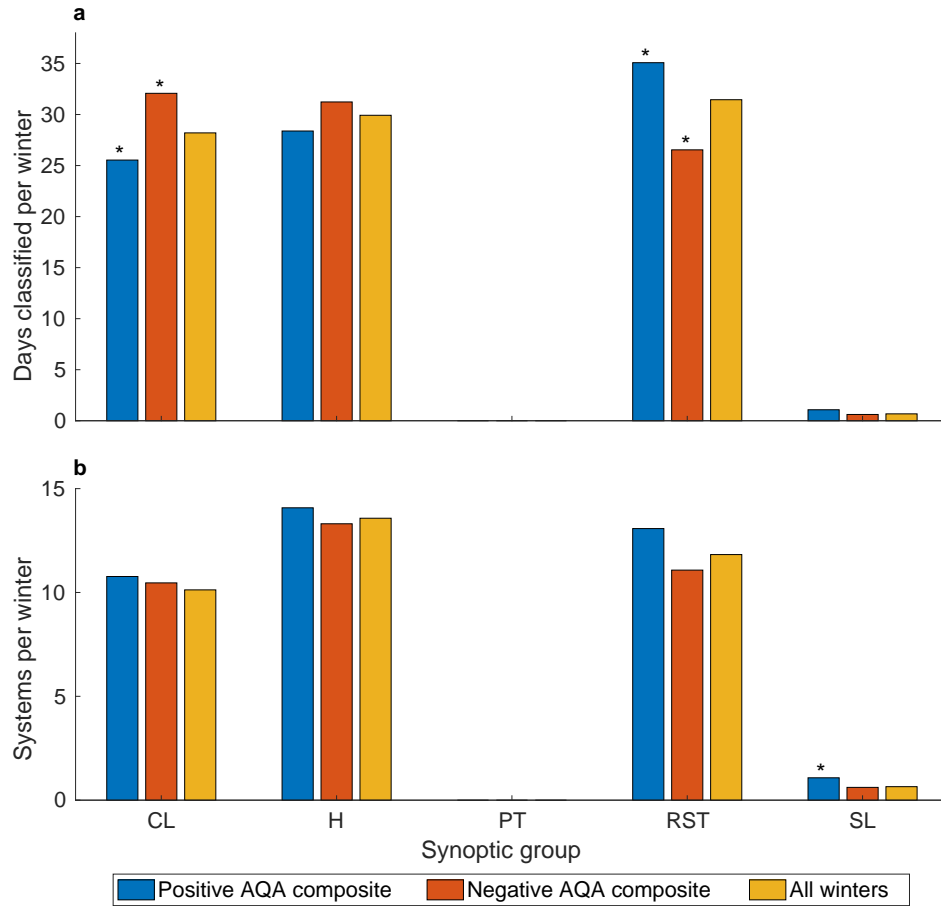 a
Days classified per winter
35
30
25
20
15
10
5
0
*
*
*
*
b
Systems per winter
15
10
5
0
*
CL
H
PT
RST
SL
Synoptic group
Positive AQA composite
Negative AQA composite
All winters